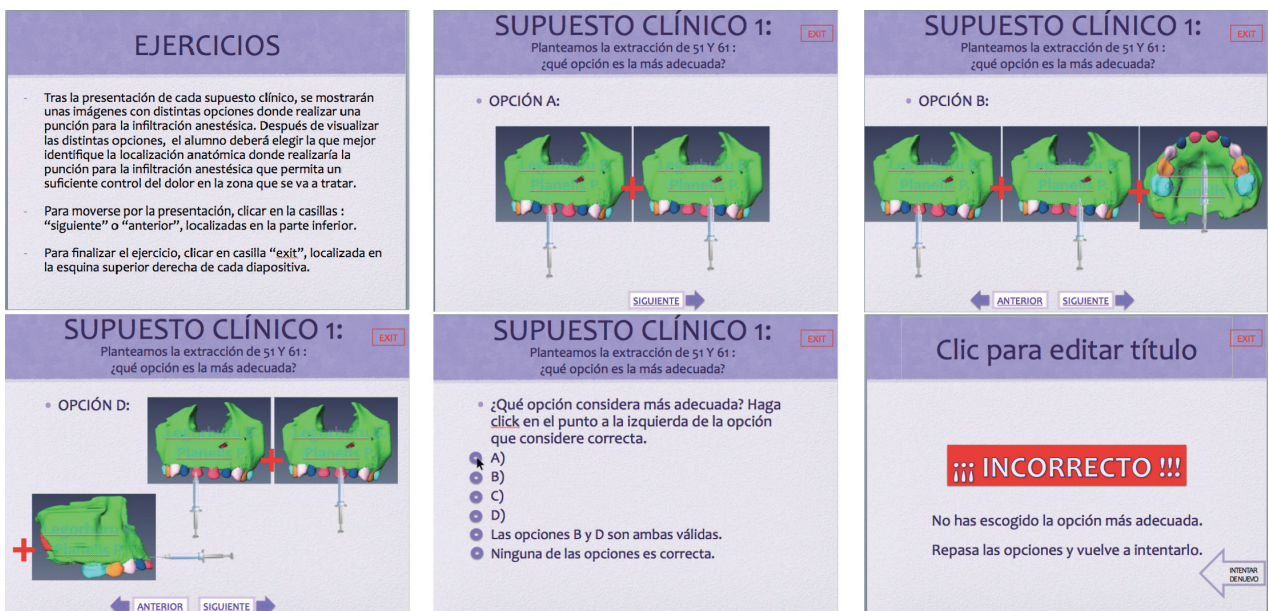 EJERCICIOS
- Tras la presentación de cada supuesto clínico, se mostrarán
unas imágenes con distintas opciones donde realizar una
punción para la infiltración anestésica. Después de visualizar
las distintas opciones, el alumno deberá elegir la que mejor
identifique la localización anatómica donde realizaría la
punción para la infiltración anestésica que permita un
suficiente control del dolor en la zona que se va a tratar.
- Para moverse por la presentación, clicar en la casillas :
"siguiente" o "anterior", localizadas en la parte inferior.
- Para finalizar el ejercicio, clicar en casilla "exit", localizada en
la esquina superior derecha de cada diapositiva.
SUPUESTO CLÍNICO 1:
EXIT
Planteamos la extracción de 51 Y 61 :
¿qué opción es la más adecuada?
• OPCIÓN A:
SIGUIENTE
SUPUESTO CLÍNICO 1:
EXIT
Planteamos la extracción de 51 Y 61 :
¿qué opción es la más adecuada?
• OPCIÓN B:
ANTERIOR
SIGUIENTE
SUPUESTO CLÍNICO 1:
EXIT
Planteamos la extracción de 51 Y 61 :
¿qué opción es la más adecuada?
• OPCIÓN D:
ANTERIOR
SIGUIENTE
SUPUESTO CLÍNICO 1:
EXIT
Planteamos la extracción de 51 Y 61 :
¿qué opción es la más adecuada?
• ¿Qué opción considera más adecuada? Haga
click en el punto a la izquierda de la opción
que considere correcta.
A)
B)
C)
D)
Las opciones B y D son ambas válidas.
Ninguna de las opciones es correcta.
EXIT
Clic para editar título
¡¡¡ INCORRECTO !!!
No has escogido la opción más adecuada.
Repasa las opciones y vuelve a intentarlo.
INTENTAR
DE NUEVO